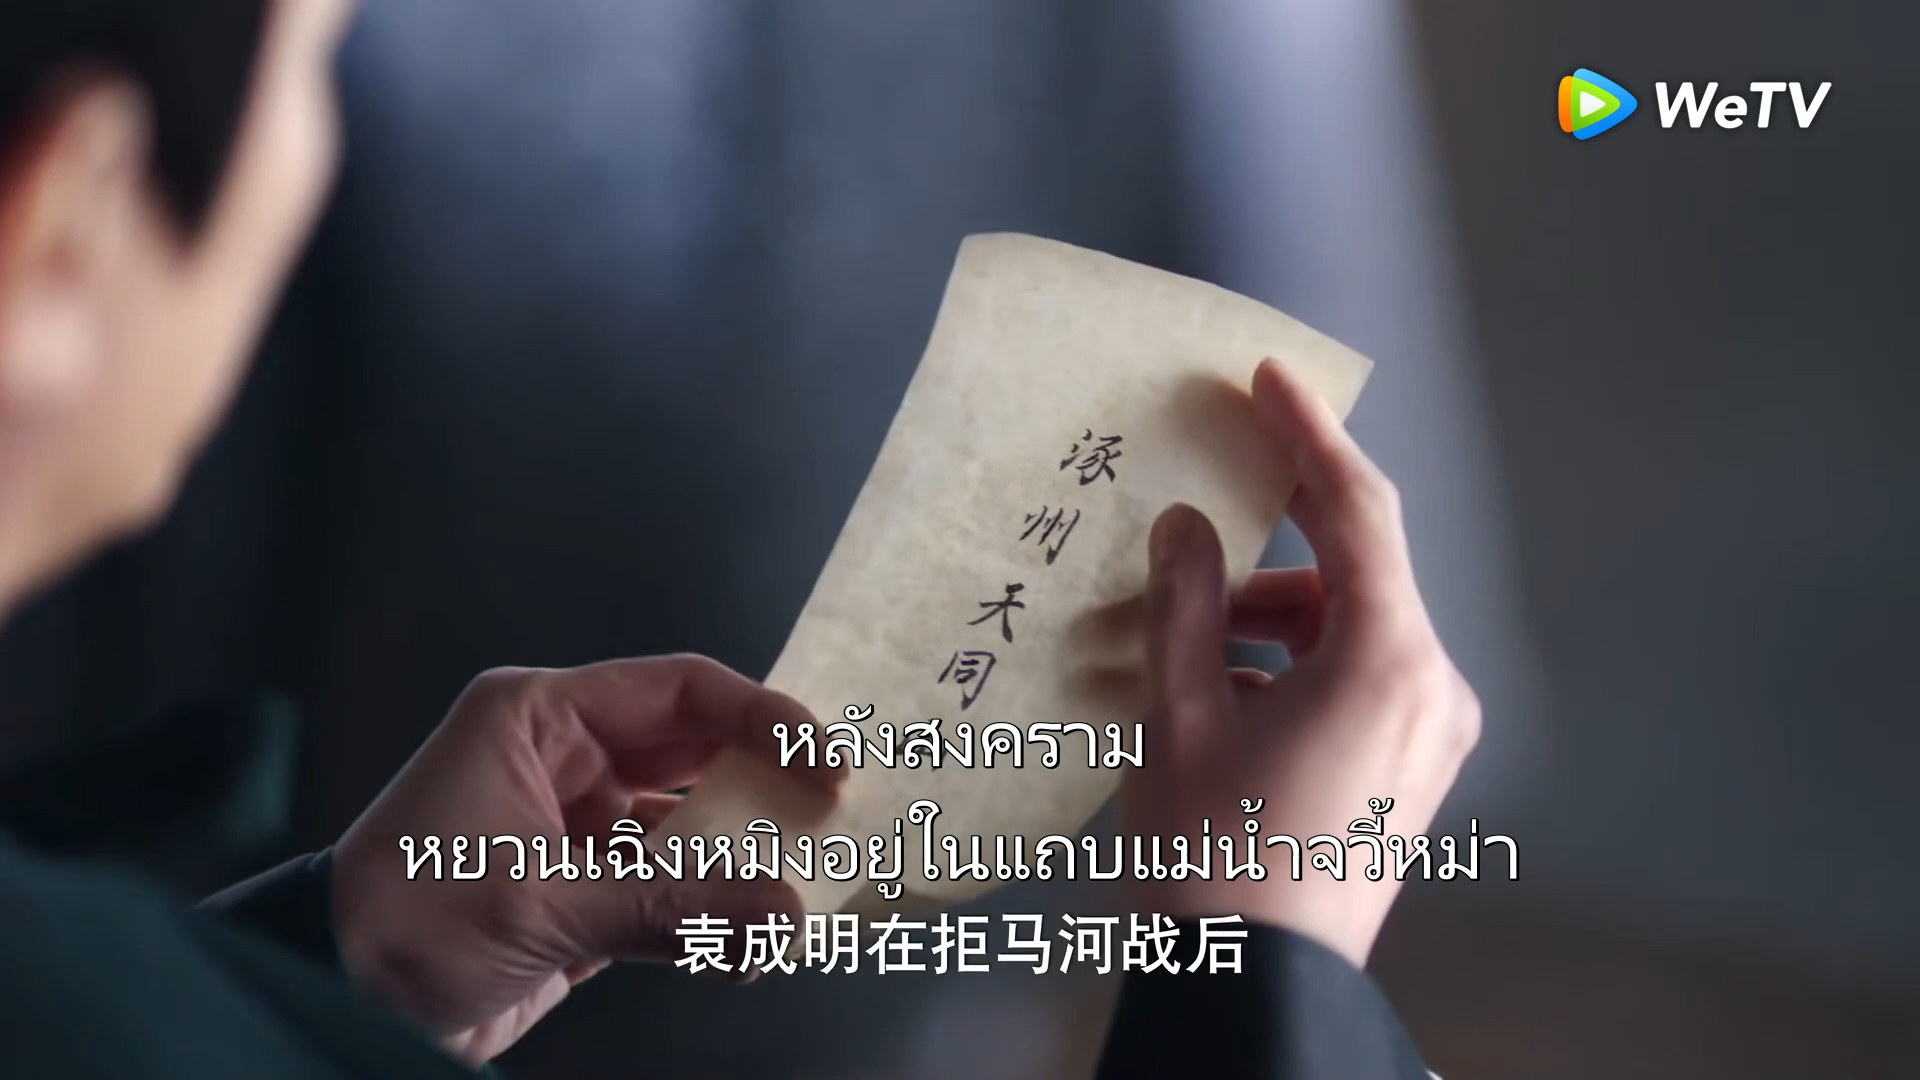 WeTV
涿州天同
หลังสงคราม
หยวนเฉิงหมิงอยู่ในแถบแม่น้ำจวี้หม่า
袁成明在拒马河战后